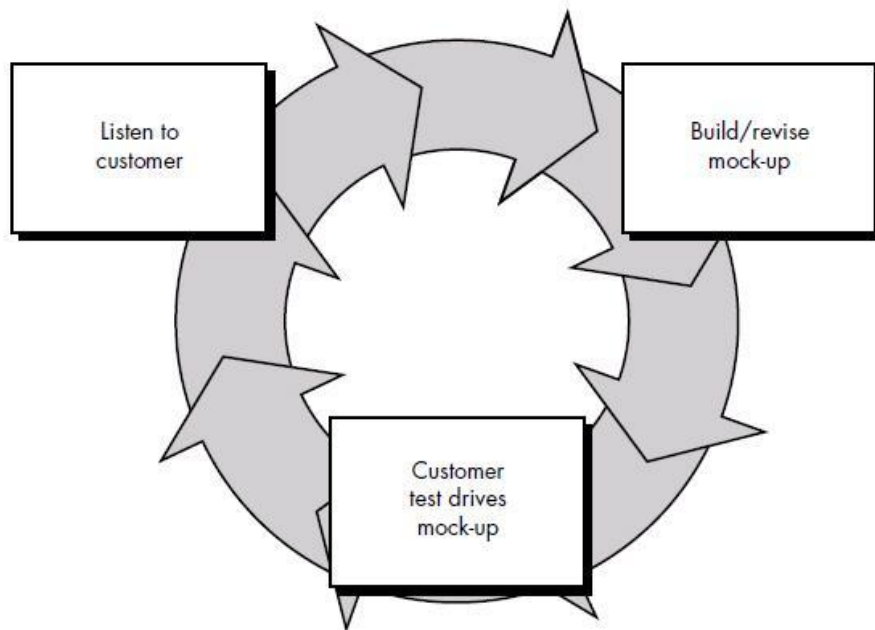 Listen to
customer
Build/revise
mock-up
Customer
test drives
mock-up